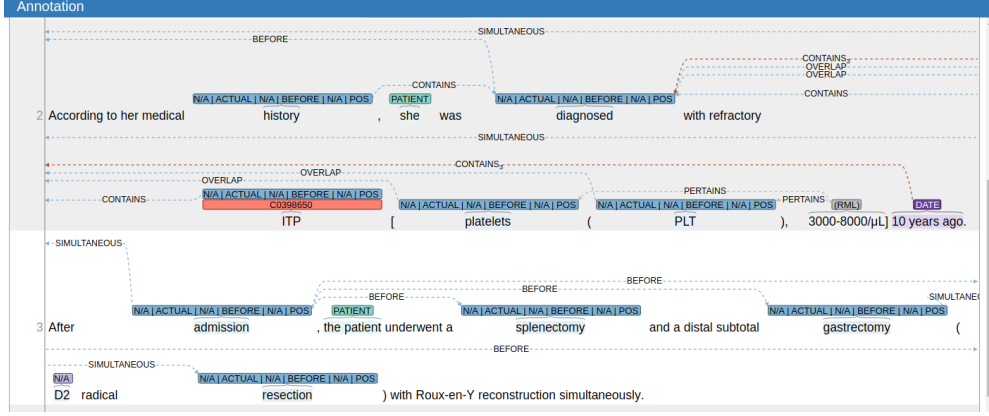 Annotation
SIMULTANEOUS
BEFORE
CONTAINS₃
OVERLAP
OVERLAP
CONTAINS CONTAINS
N/A | ACTUAL | N/A | BEFORE | N/A | POS PATIENT N/A | ACTUAL | N/A | BEFORE | N/A | POS
2 According to her medical history , she was diagnosed with refractory
SIMULTANEOUS
CONTAINS₃
OVERLAP
OVERLAP
CONTAINS N/A | ACTUAL | N/A | BEFORE | N/A | POS PERTAINS PERTAINS
C0398650 N/A | ACTUAL | N/A | BEFORE | N/A | POS N/A | ACTUAL | N/A | BEFORE | N/A | POS (RML) DATE
ITP [ platelets ( PLT ), 3000-8000/µL] 10 years ago.
SIMULTANEOUS
BEFORE
BEFORE
BEFORE SIMULTANEO
N/A | ACTUAL | N/A | BEFORE | N/A | POS PATIENT N/A | ACTUAL | N/A | BEFORE | N/A | POS N/A | ACTUAL | N/A | BEFORE | N/A | POS
3 After admission , the patient underwent a splenectomy and a distal subtotal gastrectomy (
BEFORE
SIMULTANEOUS
N/A N/A | ACTUAL | N/A | BEFORE | N/A | POS
D2 radical resection ) with Roux-en-Y reconstruction simultaneously.